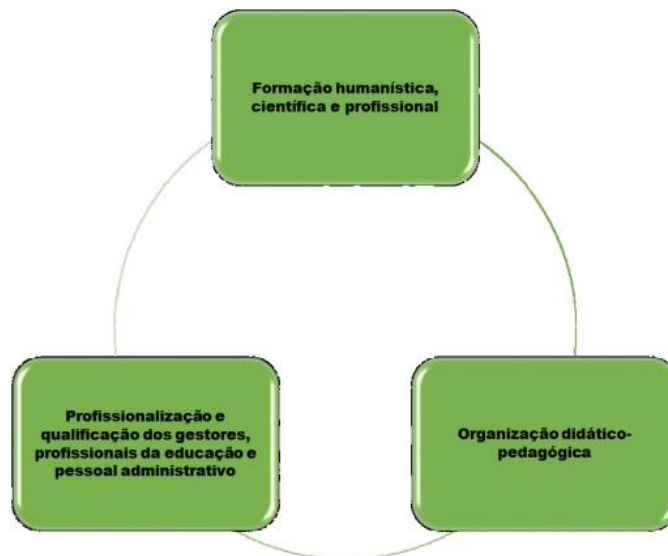 Formação humanística,
científica e profissional
Profissionalização e
qualificação dos gestores,
profissionais da educação e
pessoal administrativo
Organização didático-
pedagógica